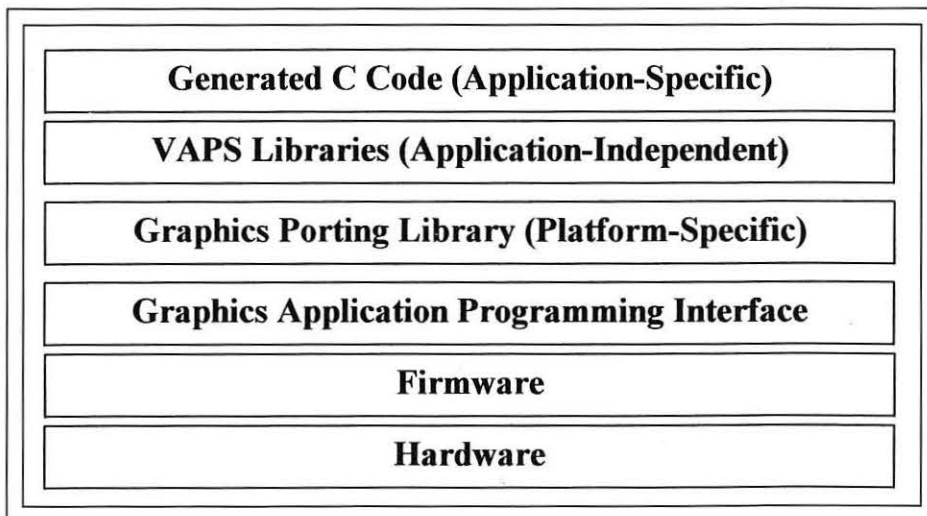 Generated C Code (Application-Specific)
VAPS Libraries (Application-Independent)
Graphics Porting Library (Platform-Specific)
Graphics Application Programming Interface
Firmware
Hardware